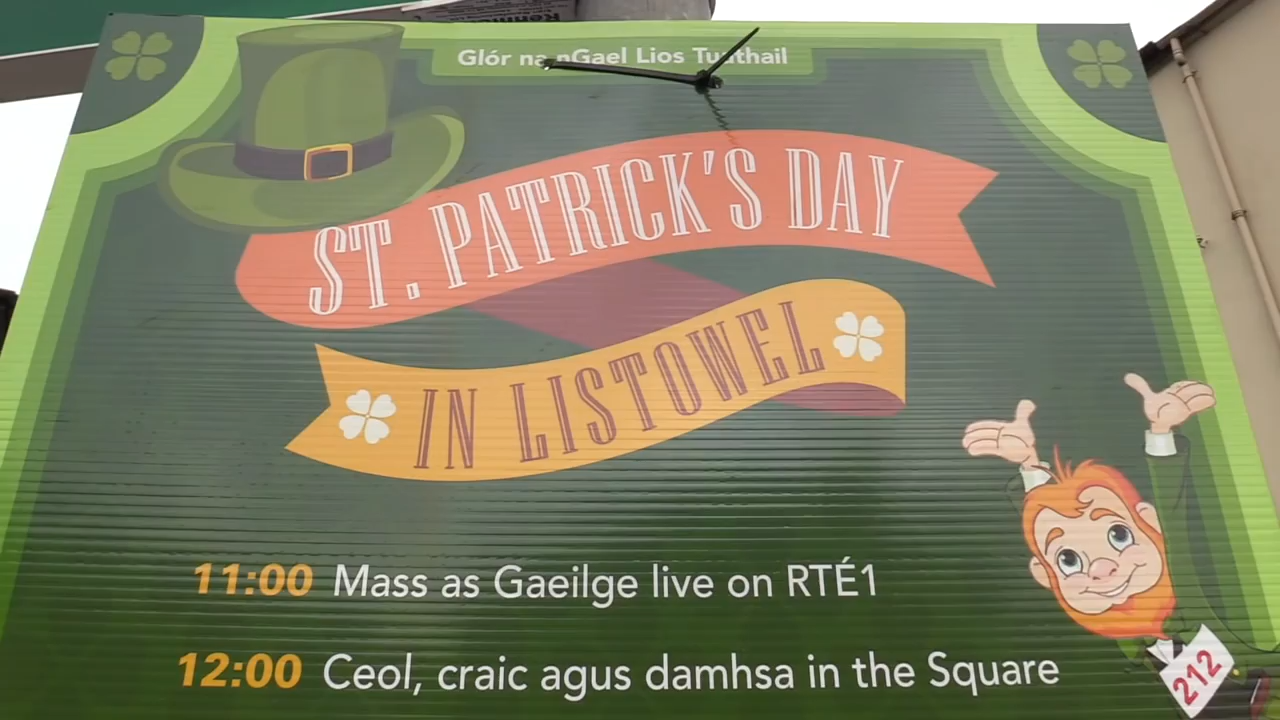 Glór na nGael Lios Tuathail
ST. PATRICK'S DAY
IN LISTOWEL
11:00 Mass as Gaeilge live on RTÉ1
12:00 Ceol, craic agus damhsa in the Square
212